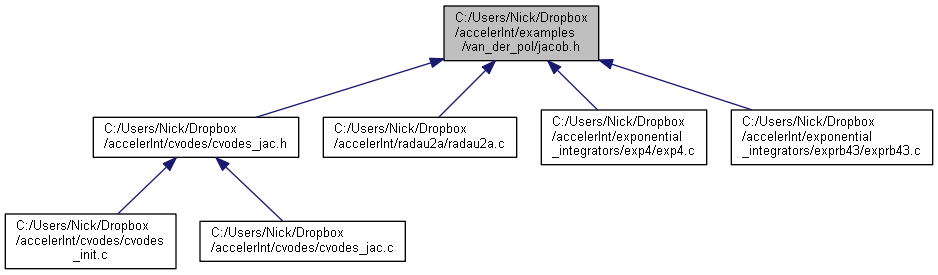 C:/Users/Nick/Dropbox
/accelerInt/examples
/van_der_pol/jacob.h
C:/Users/Nick/Dropbox
/accelerInt/cvodes/cvodes_jac.h
C:/Users/Nick/Dropbox
/accelerInt/radau2a/radau2a.c
C:/Users/Nick/Dropbox
/accelerInt/exponential
_integrators/exp4/exp4.c
C:/Users/Nick/Dropbox
/accelerInt/exponential
_integrators/exprb43/exprb43.c
C:/Users/Nick/Dropbox
/accelerInt/cvodes/cvodes
_init.c
C:/Users/Nick/Dropbox
/accelerInt/cvodes/cvodes_jac.c